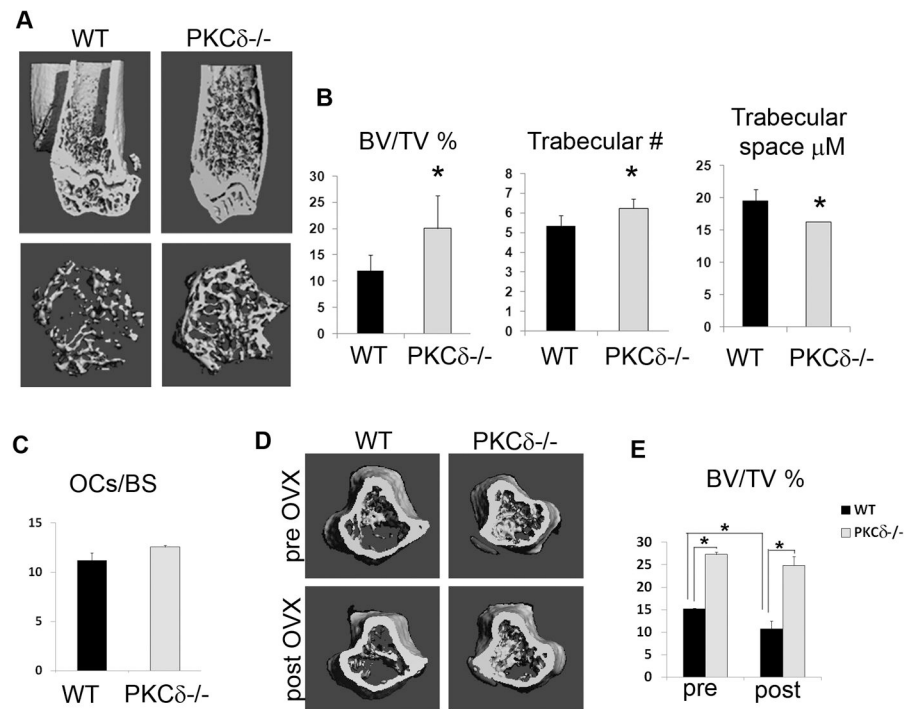 A
WT PKCδ-/-
B
BV/TV %
30
25
20
15
10
5
0
*
WT PKCδ-/-
Trabecular #
8
7
6
5
4
3
2
1
0
*
WT PKCδ-/-
Trabecular
space μM
25
20
15
10
5
0
*
WT PKCδ-/-
C
OCs/BS
15
10
5
0
WT PKCδ-/-
D
WT PKCδ-/-
pre OVX
post OVX
E
BV/TV %
WT
PKCδ-/-
30
25
20
15
10
5
0
*
*
*
pre post